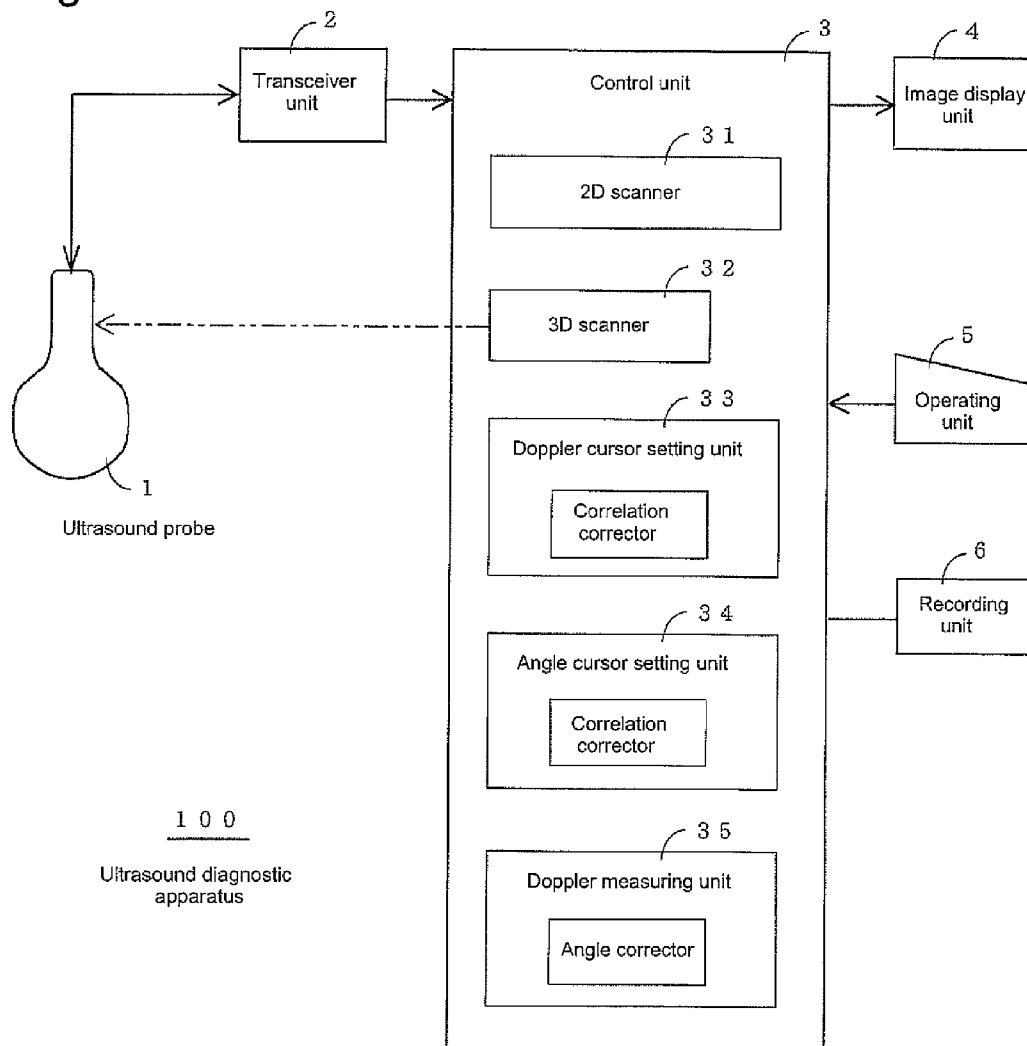 2
3
4
Transceiver
unit
Control unit
Image display
unit
3 1
2D scanner
3 2
3D scanner
5
Operating
unit
3 3
Doppler cursor setting unit
Correlation
corrector
1
Ultrasound probe
6
Recording
unit
3 4
Angle cursor setting unit
Correlation
corrector
1 0 0
Ultrasound diagnostic
apparatus
3 5
Doppler measuring unit
Angle corrector